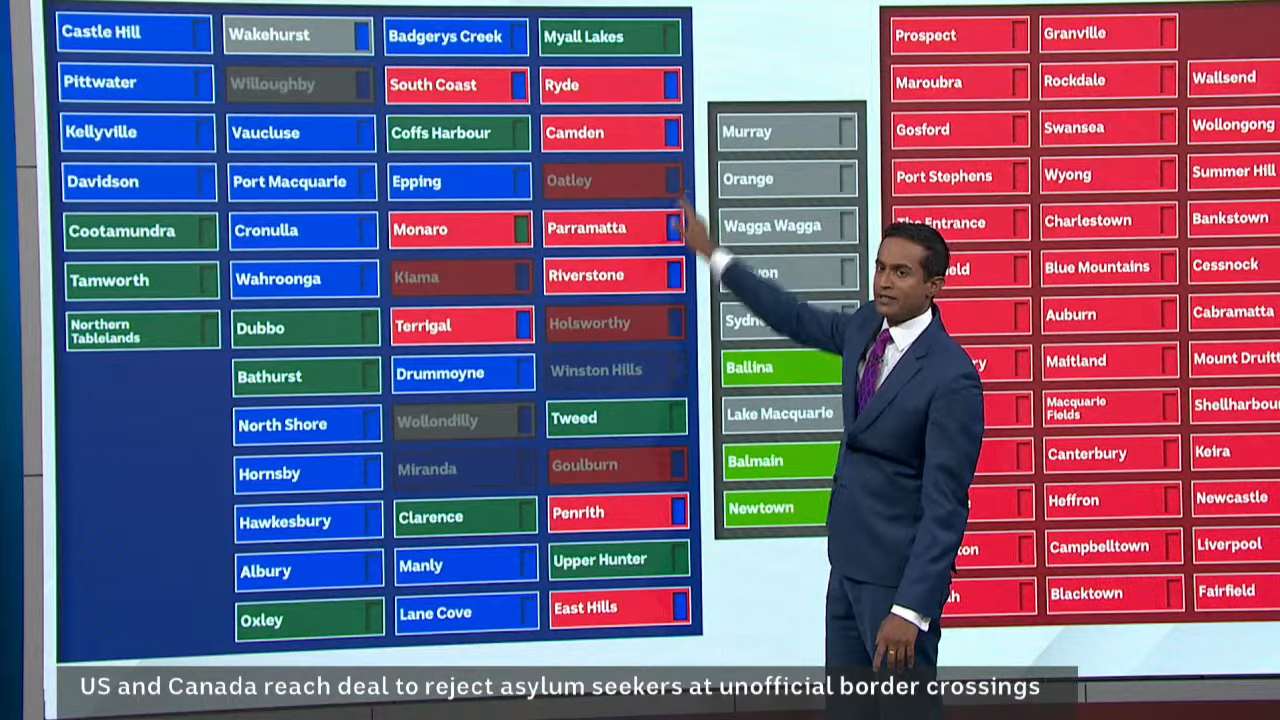 Castle Hill
Pittwater
Kellyville
Davidson
Cootamundra
Tamworth
Northern
Tablelands
Wakehurst
Willoughby
Vaucluse
Port Macquarie
Cronulla
Wahroonga
Dubbo
Bathurst
North Shore
Hornsby
Hawkesbury
Albury
Oxley
Badgerys Creek
South Coast
Coffs Harbour
Epping
Monaro
Kiama
Terrigal
Drummoyne
Wollondilly
Miranda
Clarence
Manly
Lane Cove
Myall Lakes
Ryde
Camden
Oatley
Parramatta
Riverstone
Holsworthy
Winston Hills
Tweed
Goulburn
Penrith
Upper Hunter
East Hills
Murray
Orange
Wagga Wagga
Ballina
Lake Macquarie
Balmain
Newtown
Prospect
Maroubra
Gosford
Port Stephens
The Entrance
Granville
Rockdale
Swansea
Wyong
Charlestown
Blue Mountains
Auburn
Maitland
Macquarie
Fields
Canterbury
Heffron
Campbelltown
Blacktown
Wallsend
Wollongong
Summer Hill
Bankstown
Cessnock
Cabramatta
Mount Druitt
Shellharbour
Keira
Newcastle
Liverpool
Fairfield
US and Canada reach deal to reject asylum seekers at unofficial border crossings